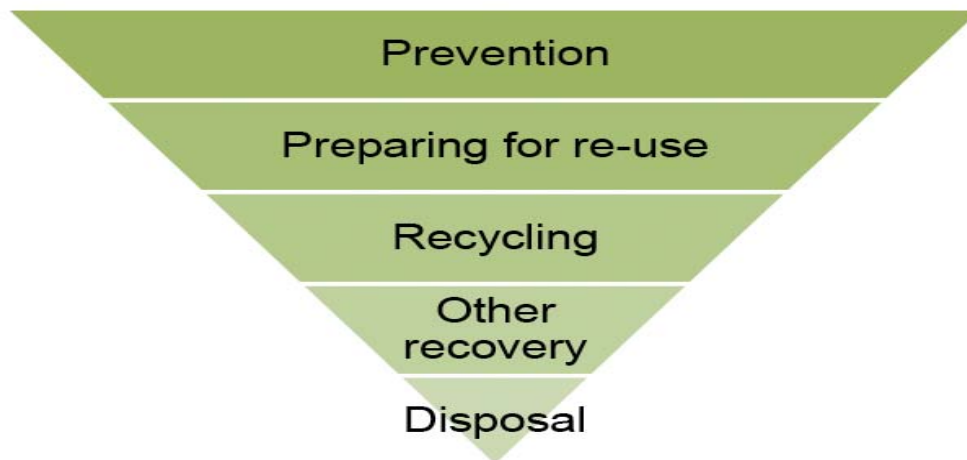 Prevention
Preparing for re-use
Recycling
Other
recovery
Disposal